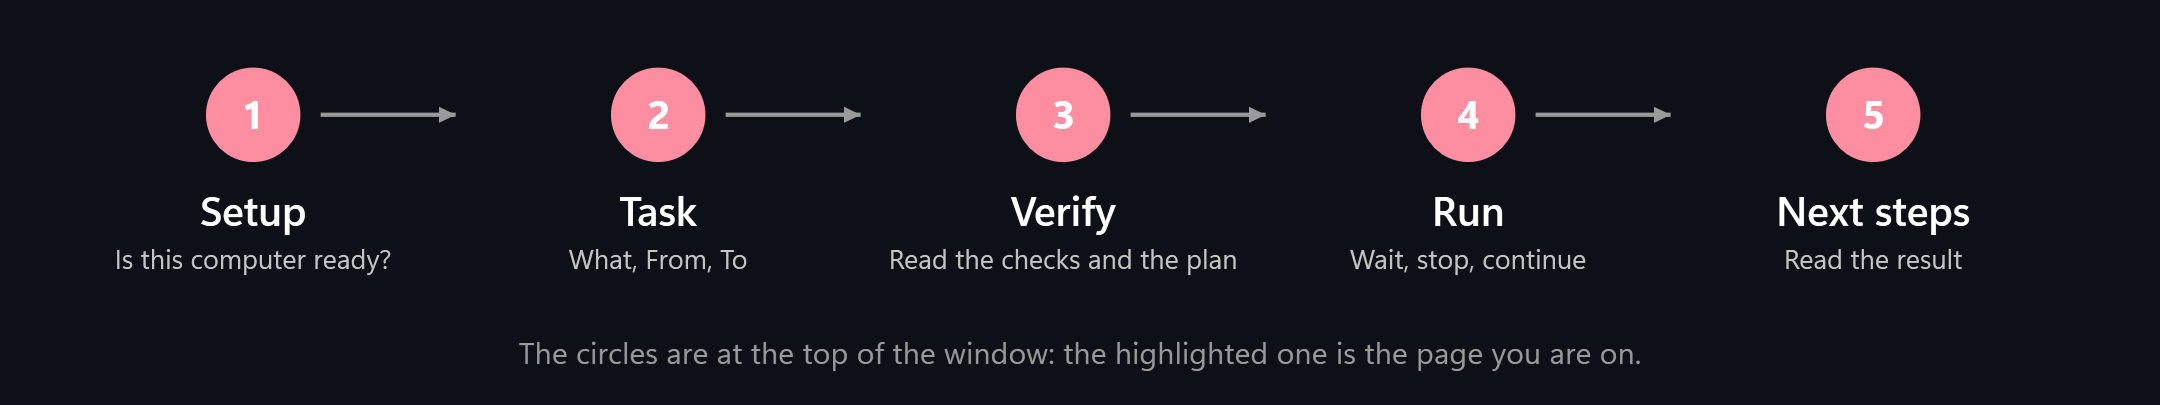 1
2
3
4
5
Setup
Task
Verify
Run
Next steps
Is this computer ready?
What, From, To
Read the checks and the plan
Wait, stop, continue
Read the result
The circles are at the top of the window: the highlighted one is the page you are on.